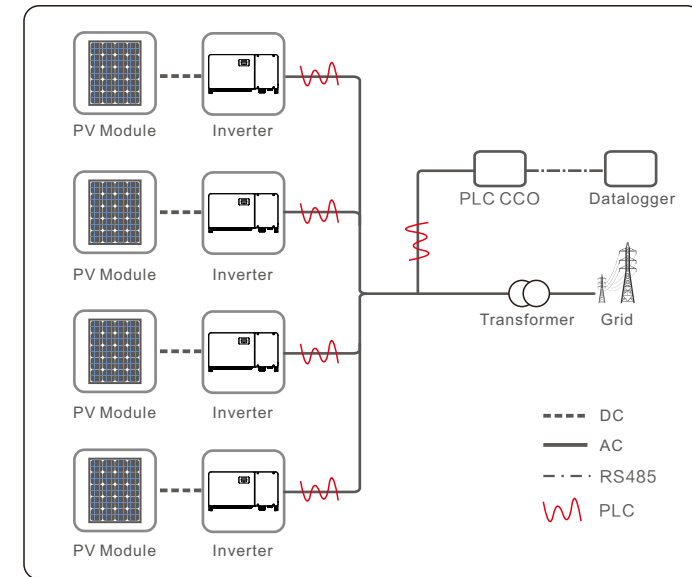 PV Module
Inverter
PV Module
Inverter
PLC CCO
Datalogger
Transformer
Grid
PV Module
Inverter
PV Module
Inverter
DC
AC
RS485
PLC